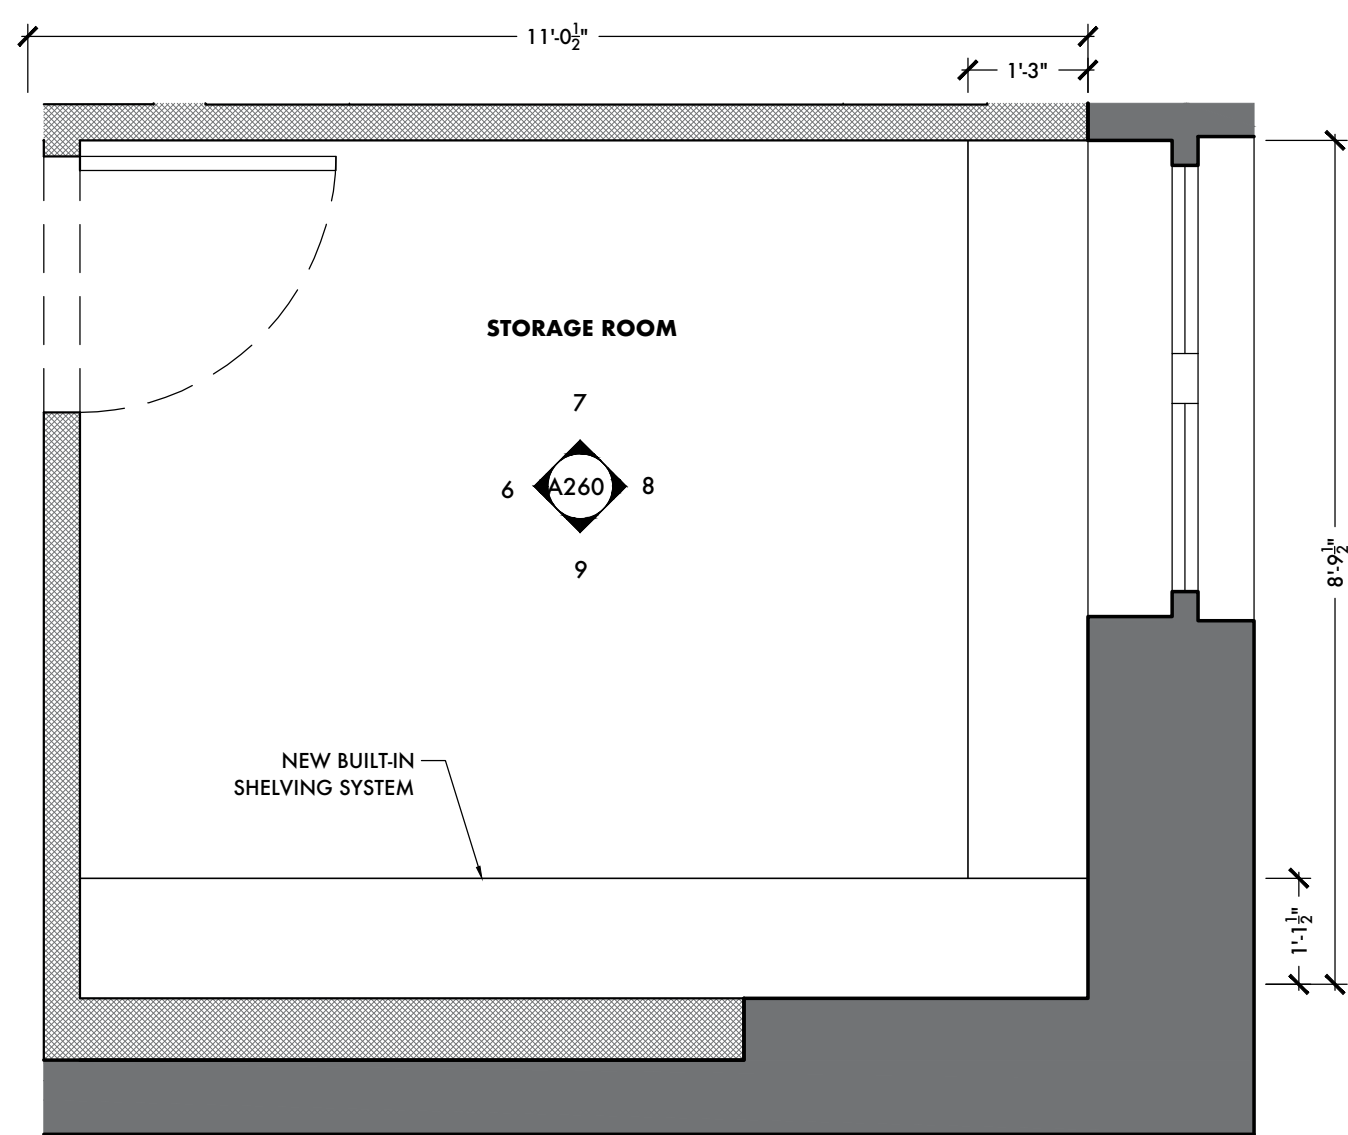 11'-0½"
1'-3"
STORAGE ROOM
7
6 A260 8
9
8'-9½"
NEW BUILT-IN
SHELVING SYSTEM
1'-1½"